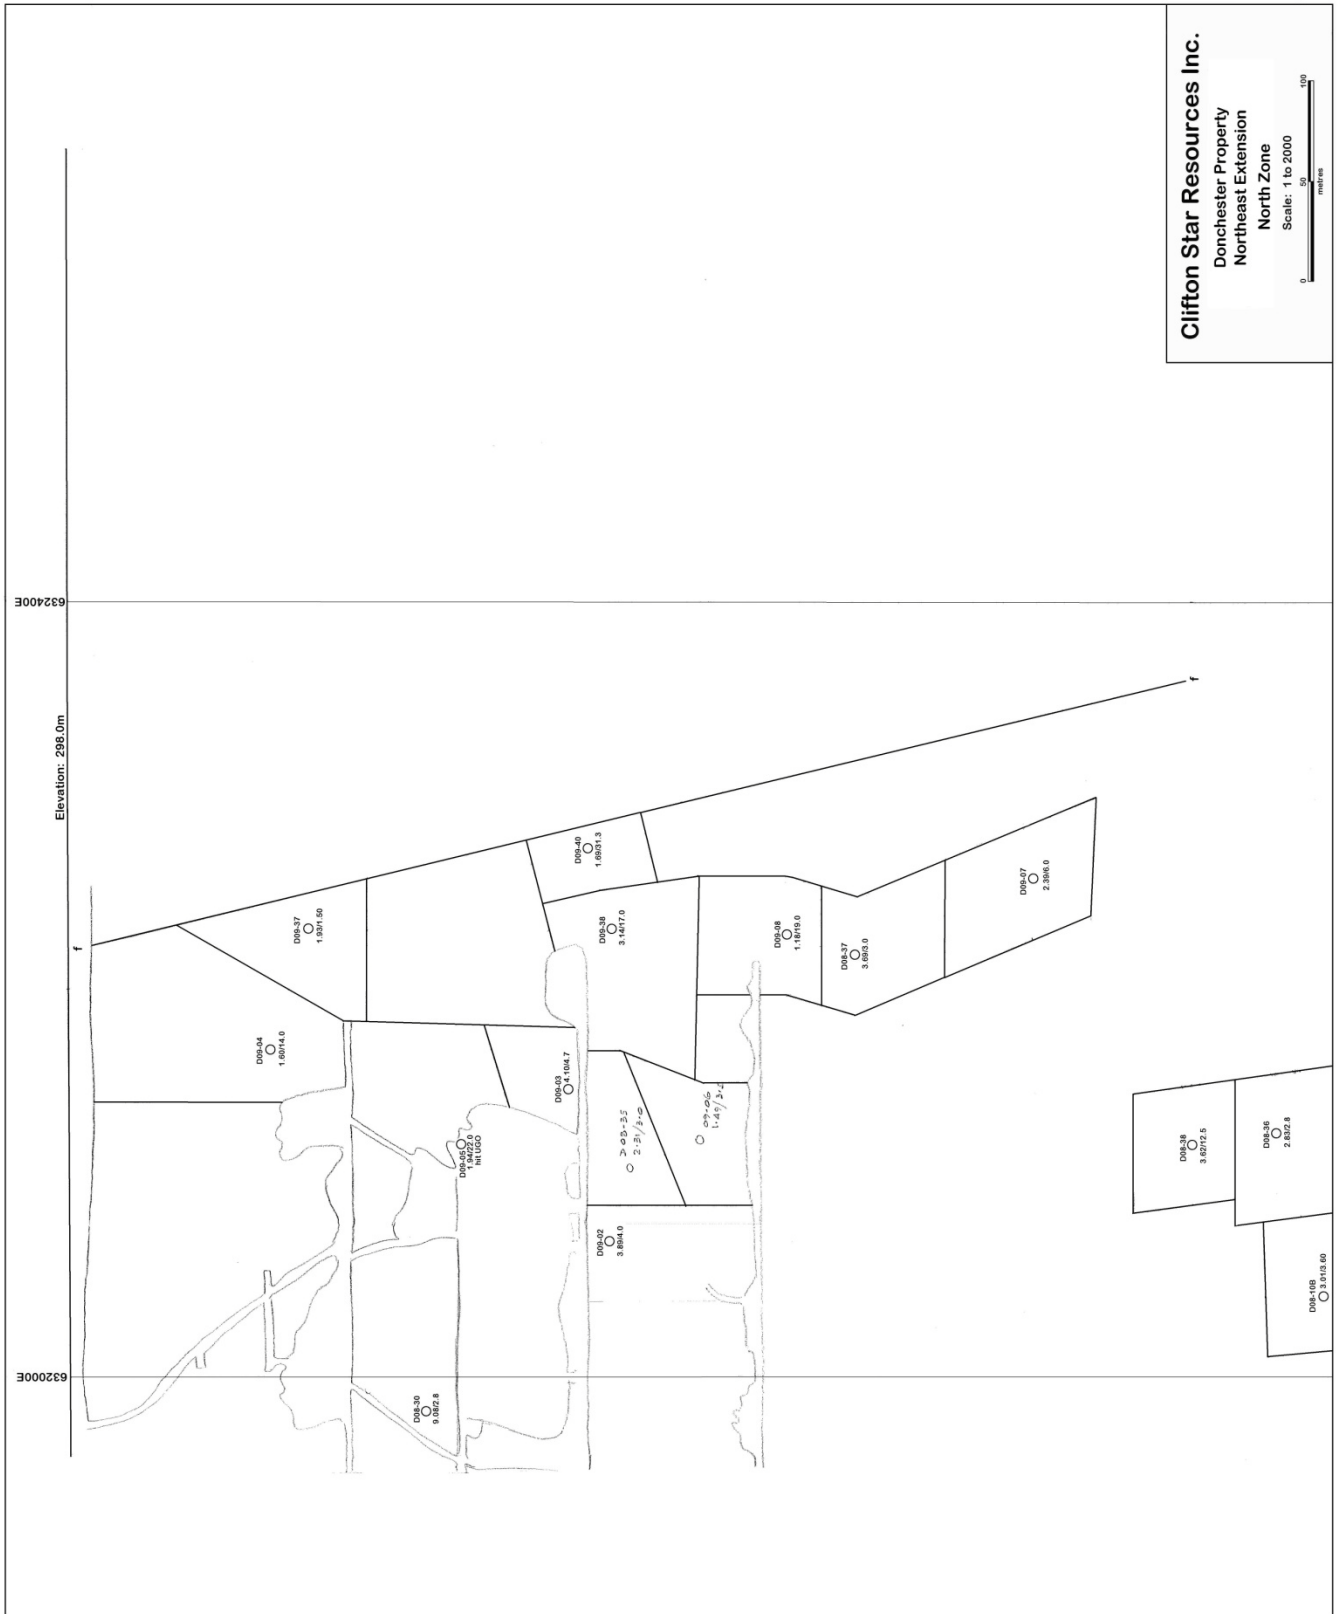 Clifton Star Resources Inc.
Donchester Property
Northeast Extension
North Zone
Scale: 1 to 2000
0 50 100
metres
632000E
632400E
Elevation: 298.0m
f
f
D09-37
1.93/1.50
D09-04
1.60/14.0
D09-40
1.69/31.3
D09-38
3.14/17.0
D09-03
4.10/4.7
D09-05
1.94/22.0
hit UGO
D08-30
9.08/2.8
D08-35
2.31/3.0
09-06
D09-02
3.89/4.0
D09-08
1.18/19.0
D08-37
3.69/3.0
D09-07
2.39/6.0
D08-38
3.62/12.5
D08-36
2.83/2.8
D08-10B
3.01/3.60